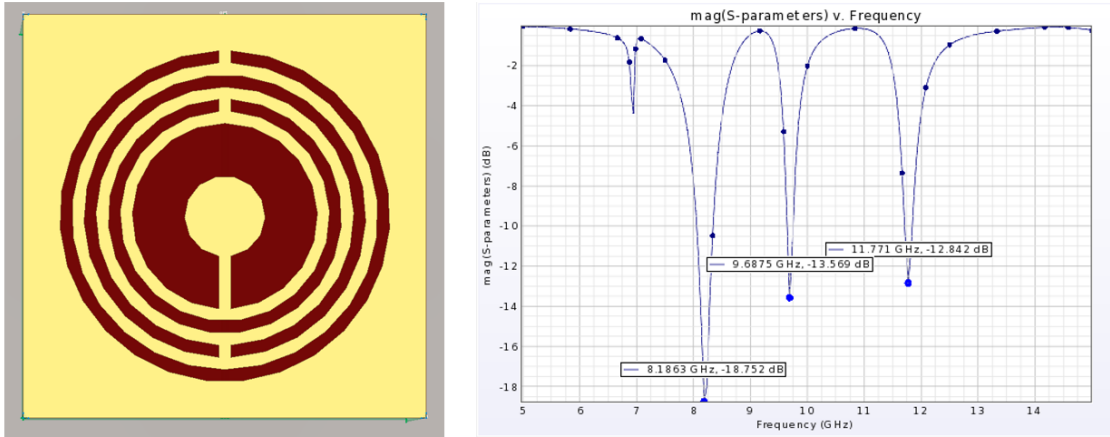 mag(S-parameters) v. Frequency
mag(S-parameters) (dB)
-2
-4
-6
-8
-10
-12
-14
-16
-18
11.771 GHz, -12.842 dB
9.6875 GHz, -13.569 dB
8.1863 GHz, -18.752 dB
5 6 7 8 9 10 11 12 13 14
Frequency (GHz)